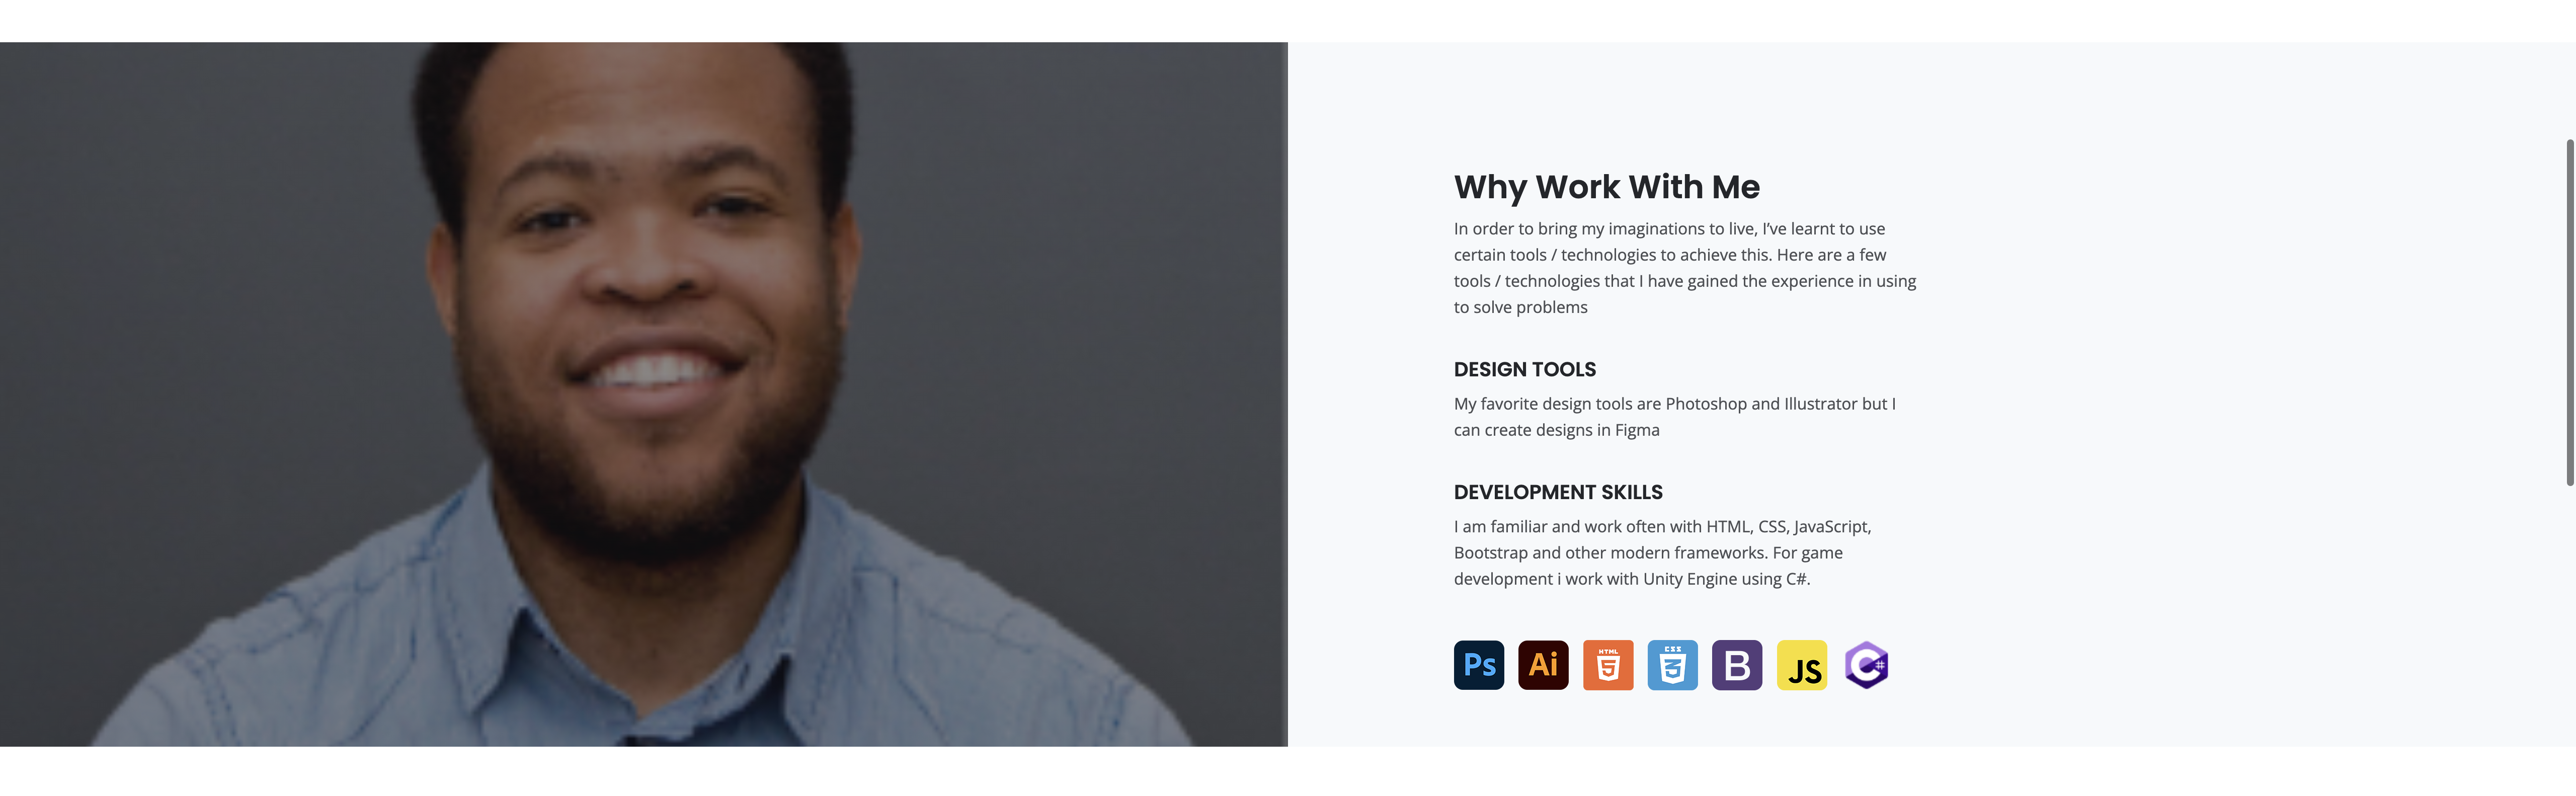 Why Work With Me
In order to bring my imaginations to live, I've learnt to use
certain tools / technologies to achieve this. Here are a few
tools / technologies that I have gained the experience in using
to solve problems
DESIGN TOOLS
My favorite design tools are Photoshop and Illustrator but I
can create designs in Figma
DEVELOPMENT SKILLS
I am familiar and work often with HTML, CSS, JavaScript,
Bootstrap and other modern frameworks. For game
development i work with Unity Engine using C#.
Ps Ai HTML 5 CSS 3 B JS C#